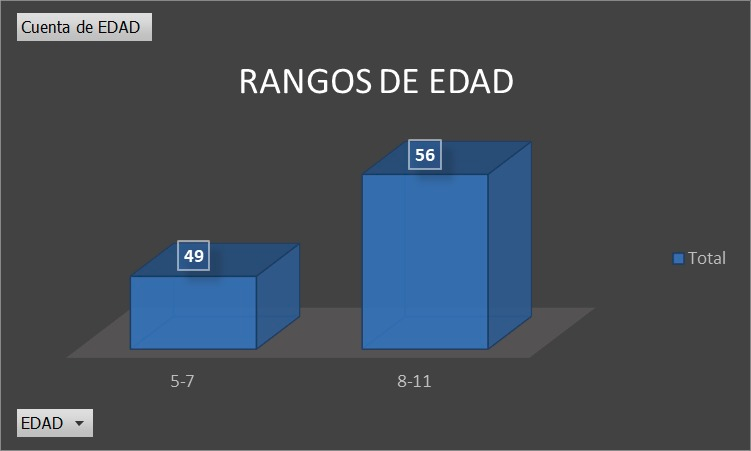 Cuenta de EDAD
RANGOS DE EDAD
56
49
Total
5-7
8-11
EDAD